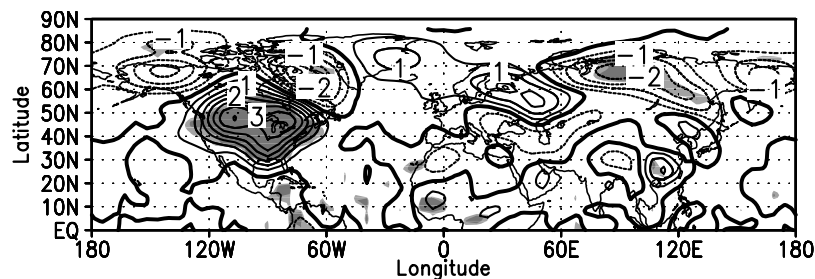 90N
80N
70N
60N
50N
40N
30N
20N
10N
EQ
Latitude
-1
-1
-2
1
2
3
1
1
-1
-2
-1
180
120W
60W
0
60E
120E
180
Longitude